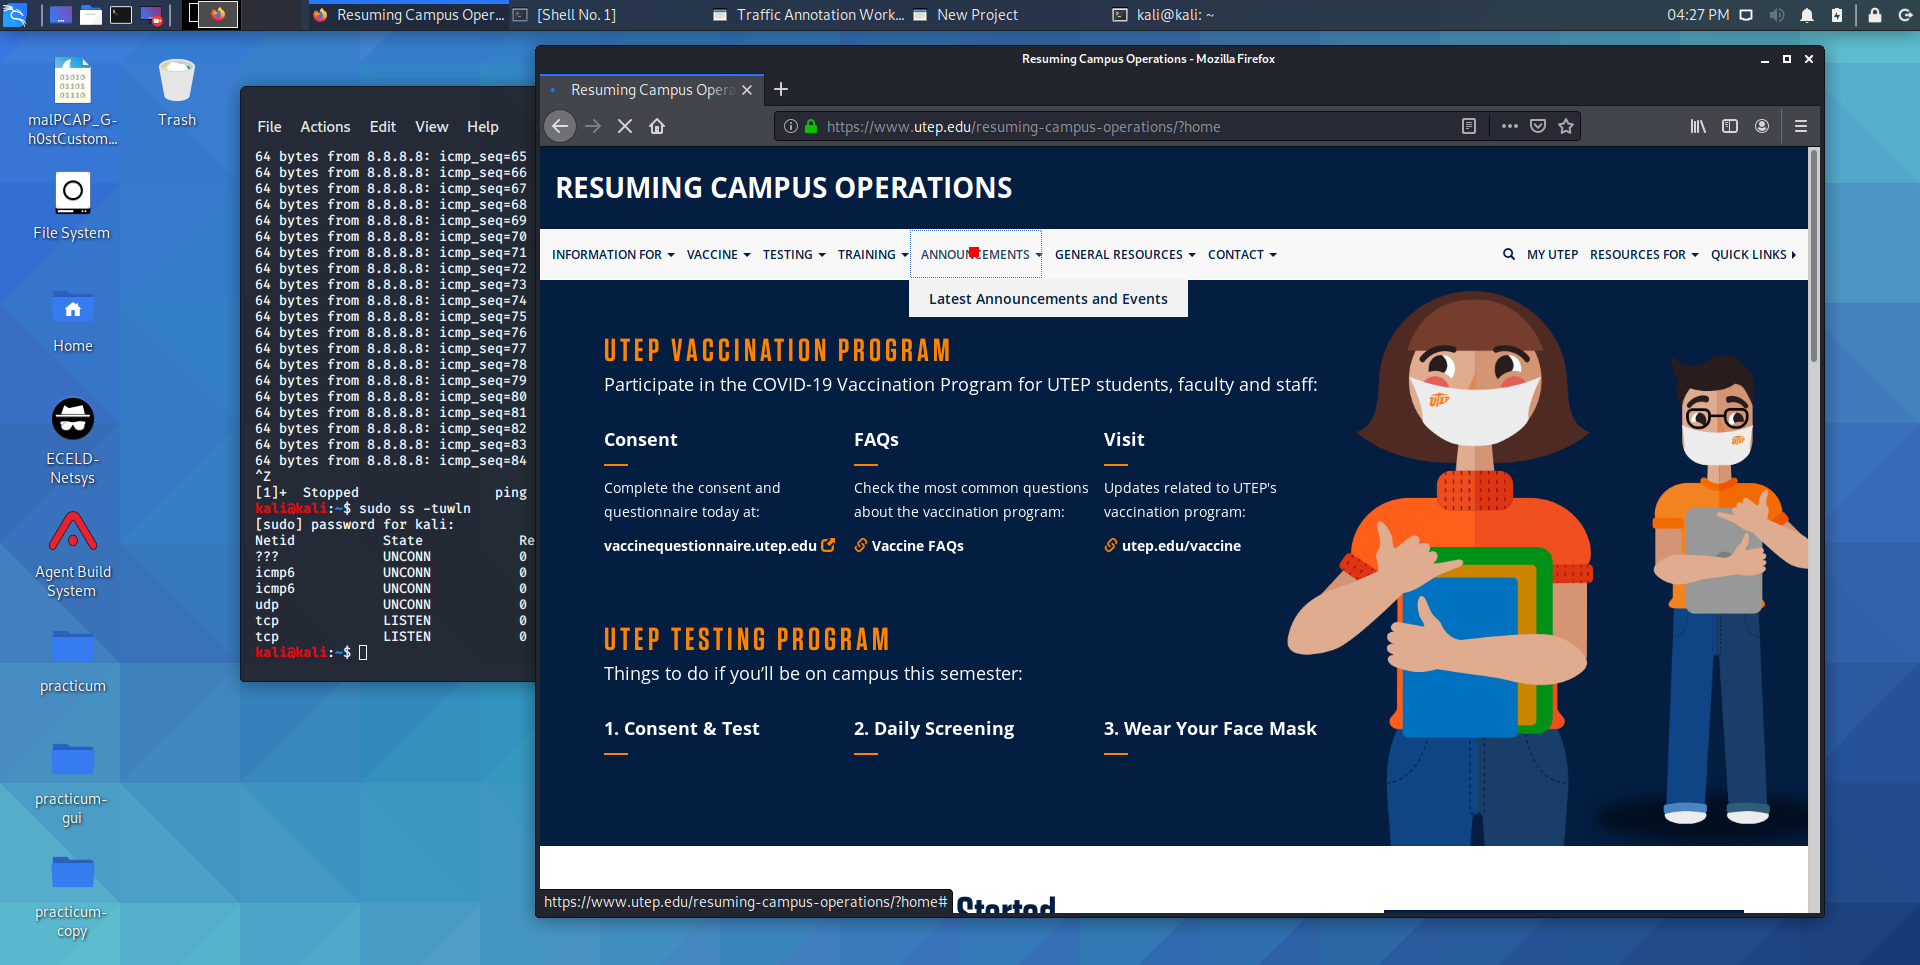 Resuming Campus Oper...
[Shell No. 1]
Traffic Annotation Work...
New Project
kali@kali: ~
04:27 PM
malPCAP_G-
h0stCustom...
Trash
File System
Home
ECELD-
Netsys
Agent Build
System
practicum
practicum-
gui
practicum-
copy
File Actions Edit View Help
64 bytes from 8.8.8.8: icmp_seq=65
64 bytes from 8.8.8.8: icmp_seq=66
64 bytes from 8.8.8.8: icmp_seq=67
64 bytes from 8.8.8.8: icmp_seq=68
64 bytes from 8.8.8.8: icmp_seq=69
64 bytes from 8.8.8.8: icmp_seq=70
64 bytes from 8.8.8.8: icmp_seq=71
64 bytes from 8.8.8.8: icmp_seq=72
64 bytes from 8.8.8.8: icmp_seq=73
64 bytes from 8.8.8.8: icmp_seq=74
64 bytes from 8.8.8.8: icmp_seq=75
64 bytes from 8.8.8.8: icmp_seq=76
64 bytes from 8.8.8.8: icmp_seq=77
64 bytes from 8.8.8.8: icmp_seq=78
64 bytes from 8.8.8.8: icmp_seq=79
64 bytes from 8.8.8.8: icmp_seq=80
64 bytes from 8.8.8.8: icmp_seq=81
64 bytes from 8.8.8.8: icmp_seq=82
64 bytes from 8.8.8.8: icmp_seq=83
64 bytes from 8.8.8.8: icmp_seq=84
^Z
[1]+ Stopped ping
kali@kali:~$ sudo ss -tuwln
[sudo] password for kali:
Netid State Re
??? UNCONN 0
icmp6 UNCONN 0
icmp6 UNCONN 0
udp UNCONN 0
tcp LISTEN 0
tcp LISTEN 0
kali@kali:~$
Resuming Campus Operations - Mozilla Firefox
Resuming Campus Opera
https://www.utep.edu/resuming-campus-operations/?home
RESUMING CAMPUS OPERATIONS
INFORMATION FOR VACCINE TESTING TRAINING ANNOUNCEMENTS GENERAL RESOURCES CONTACT MY UTEP RESOURCES FOR QUICK LINKS
Latest Announcements and Events
UTEP VACCINATION PROGRAM
Participate in the COVID-19 Vaccination Program for UTEP students, faculty and staff:
Consent
Complete the consent and
questionnaire today at:
vaccinequestionnaire.utep.edu
FAQs
Check the most common questions
about the vaccination program:
Vaccine FAQs
Visit
Updates related to UTEP's
vaccination program:
utep.edu/vaccine
UTEP
UTEP
UTEP TESTING PROGRAM
Things to do if you’ll be on campus this semester:
1. Consent & Test
2. Daily Screening
3. Wear Your Face Mask
Started
https://www.utep.edu/resuming-campus-operations/?home#